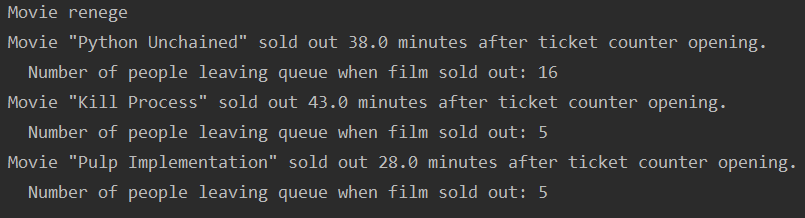 Movie renege
Movie "Python Unchained" sold out 38.0 minutes after ticket counter opening.
  Number of people leaving queue when film sold out: 16
Movie "Kill Process" sold out 43.0 minutes after ticket counter opening.
  Number of people leaving queue when film sold out: 5
Movie "Pulp Implementation" sold out 28.0 minutes after ticket counter opening.
  Number of people leaving queue when film sold out: 5